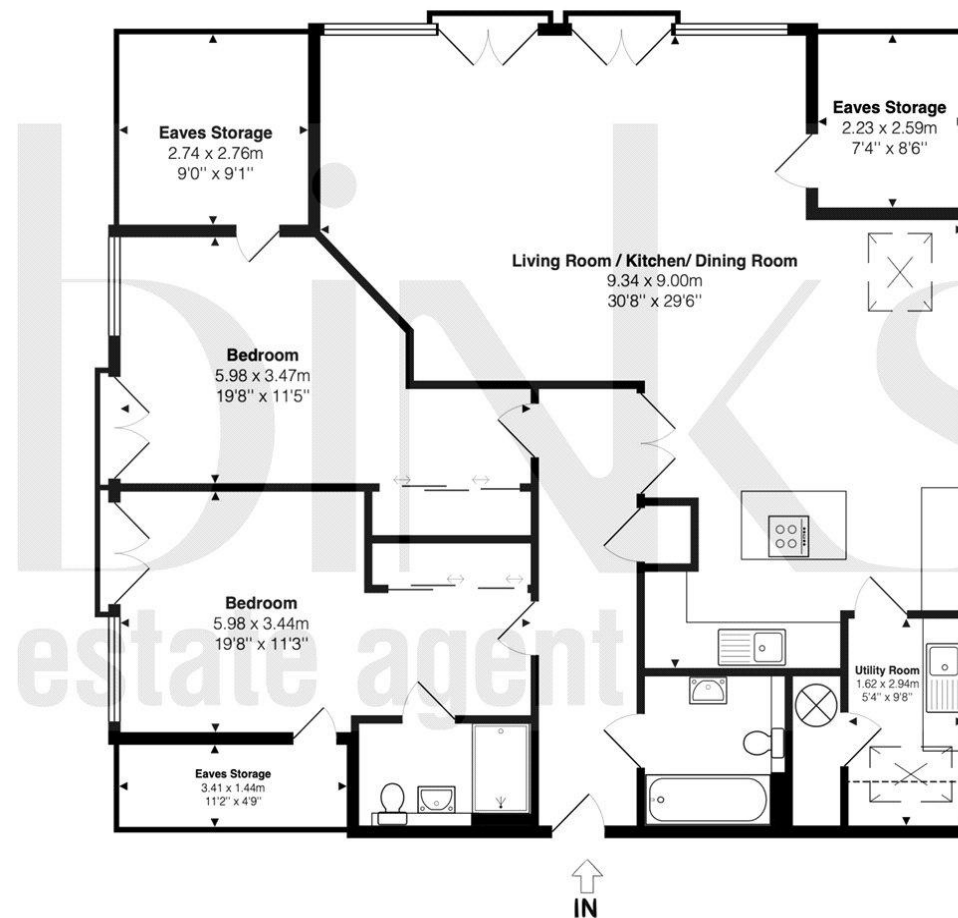 Eaves Storage
2.74 x 2.76m
9'0" x 9'1"
Eaves Storage
2.23 x 2.59m
7'4" x 8'6"
Living Room / Kitchen/ Dining Room
9.34 x 9.00m
30'8" x 29'6"
Bedroom
5.98 x 3.47m
19'8" x 11'5"
Bedroom
5.98 x 3.44m
19'8" x 11'3"
Utility Room
1.62 x 2.94m
5'4" x 9'8"
Eaves Storage
3.41 x 1.44m
11'2" x 4'9"
IN
binks
estate agent